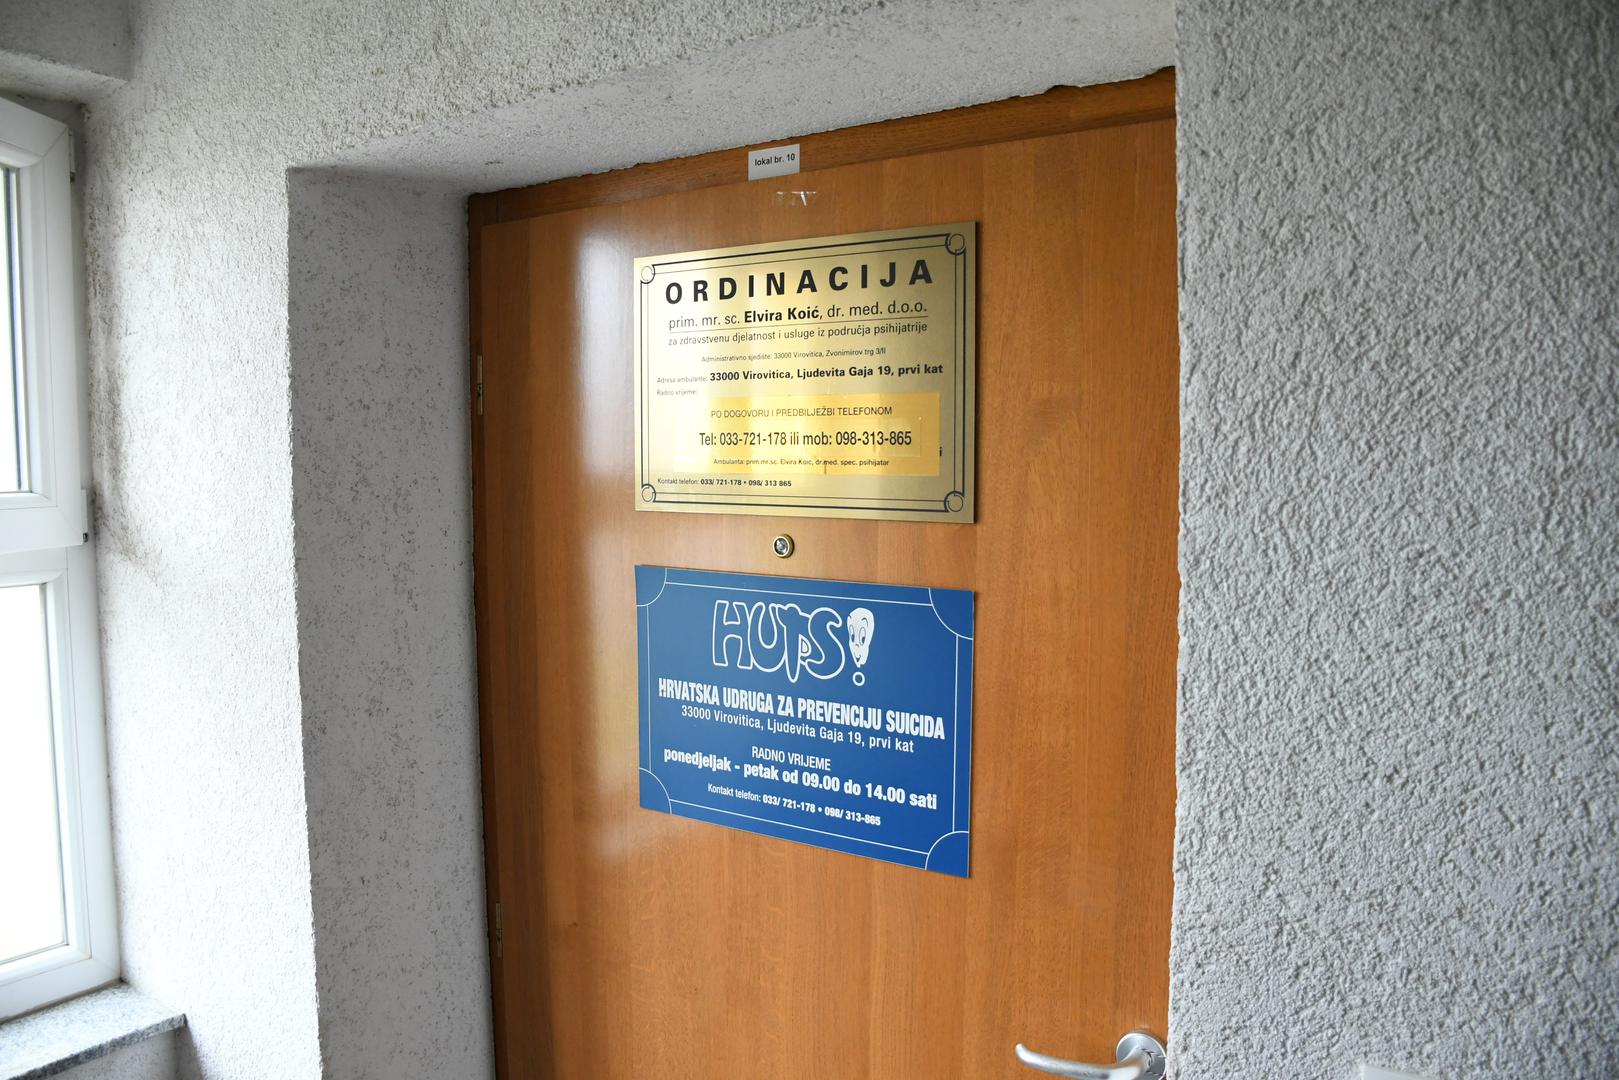 lokal br. 10
ORDINACIJA
prim. mr. sc. Elvira Koić, dr. med. d.o.o.
za zdravstvenu djelatnost i usluge iz područja psihijatrije
Administrativno sjedište: 33000 Virovitica, Zvonimirov trg 3/II
Adresa ambulante: 33000 Virovitica, Ljudevita Gaja 19, prvi kat
Radno vrijeme:
PO DOGOVORU I PREDBILJEŽBI TELEFONOM
Tel: 033-721-178 ili mob: 098-313-865
Ambulanta: prim.mr.sc. Elvira Koić, dr.med. spec. psihijatar
Kontakt telefon: 033/ 721-178 • 098/ 313 865
HUPS!
HRVATSKA UDRUGA ZA PREVENCIJU SUICIDA
33000 Virovitica, Ljudevita Gaja 19, prvi kat
RADNO VRIJEME
ponedjeljak - petak od 09.00 do 14.00 sati
Kontakt telefon: 033/ 721-178 • 098/ 313-865